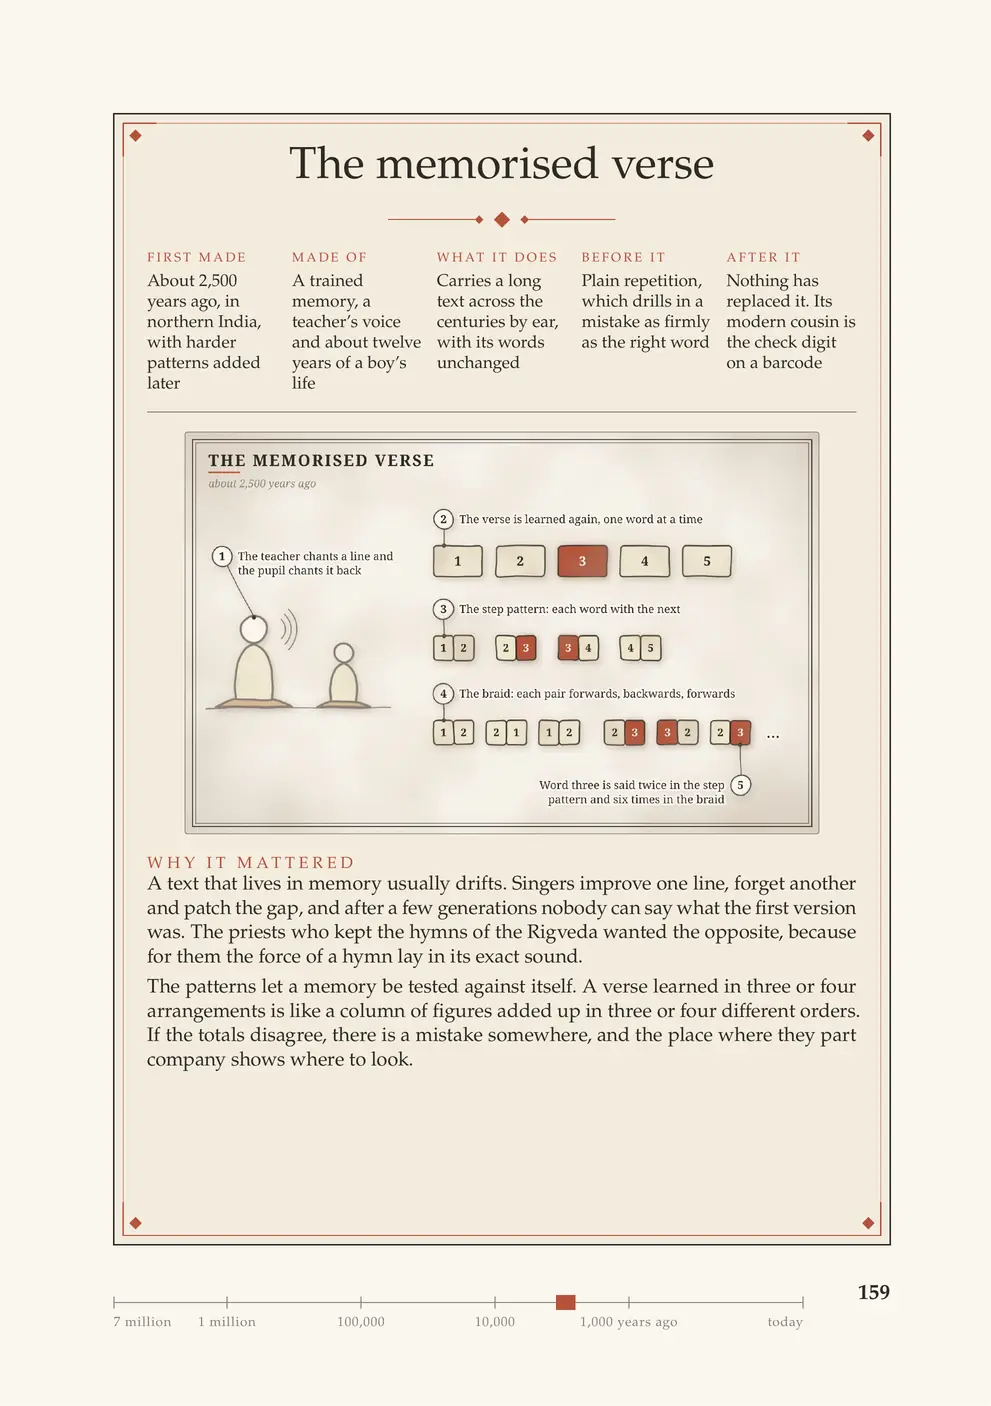 The memorised verse
FIRST MADE
About 2,500
years ago, in
northern India,
with harder
patterns added
later
MADE OF
A trained
memory, a
teacher’s voice
and about twelve
years of a boy’s
life
WHAT IT DOES
Carries a long
text across the
centuries by ear,
with its words
unchanged
BEFORE IT
Plain repetition,
which drills in a
mistake as firmly
as the right word
AFTER IT
Nothing has
replaced it. Its
modern cousin is
the check digit
on a barcode
THE MEMORISED VERSE
about 2,500 years ago
1 The teacher chants a line and
the pupil chants it back
2 The verse is learned again, one word at a time
1 2 3 4 5
3 The step pattern: each word with the next
1 2 2 3 3 4 4 5
4 The braid: each pair forwards, backwards, forwards
1 2 2 1 1 2 2 3 3 2 2 3 ...
Word three is said twice in the step 5
pattern and six times in the braid
WHY IT MATTERED
A text that lives in memory usually drifts. Singers improve one line, forget another
and patch the gap, and after a few generations nobody can say what the first version
was. The priests who kept the hymns of the Rigveda wanted the opposite, because
for them the force of a hymn lay in its exact sound.
The patterns let a memory be tested against itself. A verse learned in three or four
arrangements is like a column of figures added up in three or four different orders.
If the totals disagree, there is a mistake somewhere, and the place where they part
company shows where to look.
159
7 million 1 million 100,000 10,000 1,000 years ago today